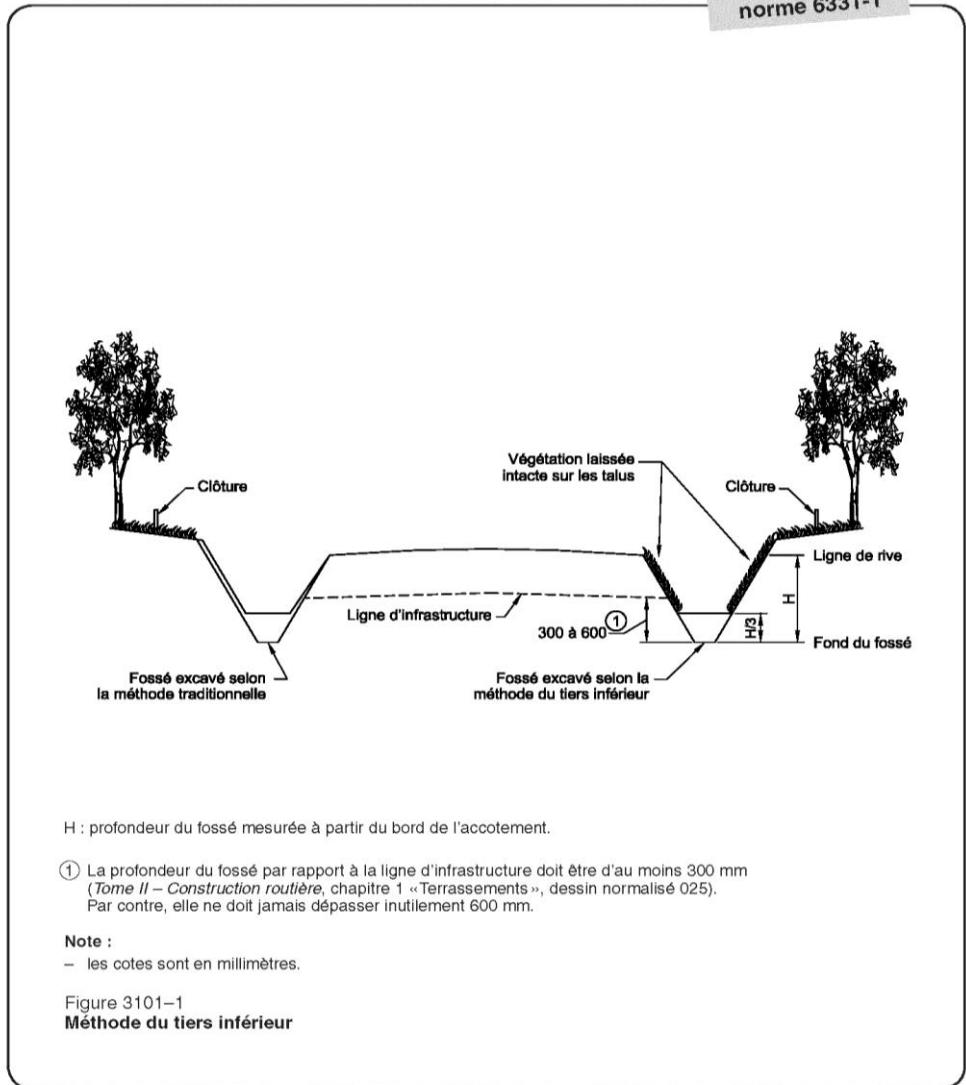 norme 6331-1
Végétation laissée
intacte sur les talus
Clôture
Clôture
Ligne de rive
H
Ligne d'infrastructure
300 à 600
1
H/3
Fond du fossé
Fossé excavé selon
la méthode traditionnelle
Fossé excavé selon la
méthode du tiers inférieur
H : profondeur du fossé mesurée à partir du bord de l'accotement.
1 La profondeur du fossé par rapport à la ligne d'infrastructure doit être d'au moins 300 mm
(Tome II – Construction routière, chapitre 1 «Terrassements», dessin normalisé 025).
Par contre, elle ne doit jamais dépasser inutilement 600 mm.
Note :
– les cotes sont en millimètres.
Figure 3101–1
Méthode du tiers inférieur